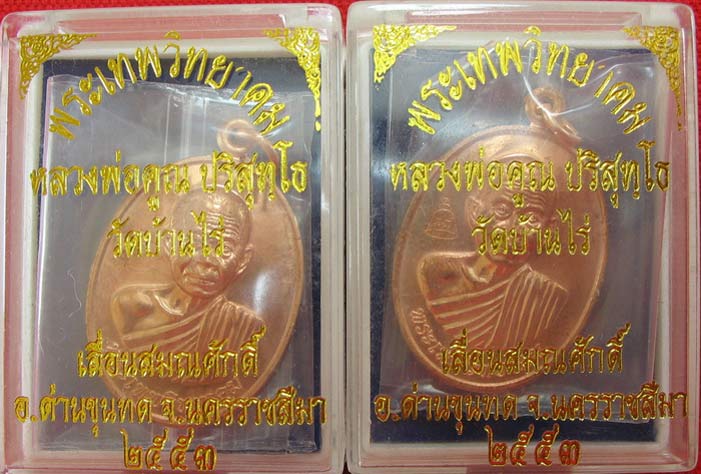 พระเทพวิทยาคม
หลวงพ่อคูณ ปริสุทฺโธ
วัดบ้านไร่
เลื่อนสมณศักดิ์
อ.ด่านขุนทด จ.นครราชสีมา
๒๕๕๓
พระเทพวิทยาคม
หลวงพ่อคูณ ปริสุทฺโธ
วัดบ้านไร่
เลื่อนสมณศักดิ์
อ.ด่านขุนทด จ.นครราชสีมา
๒๕๕๓